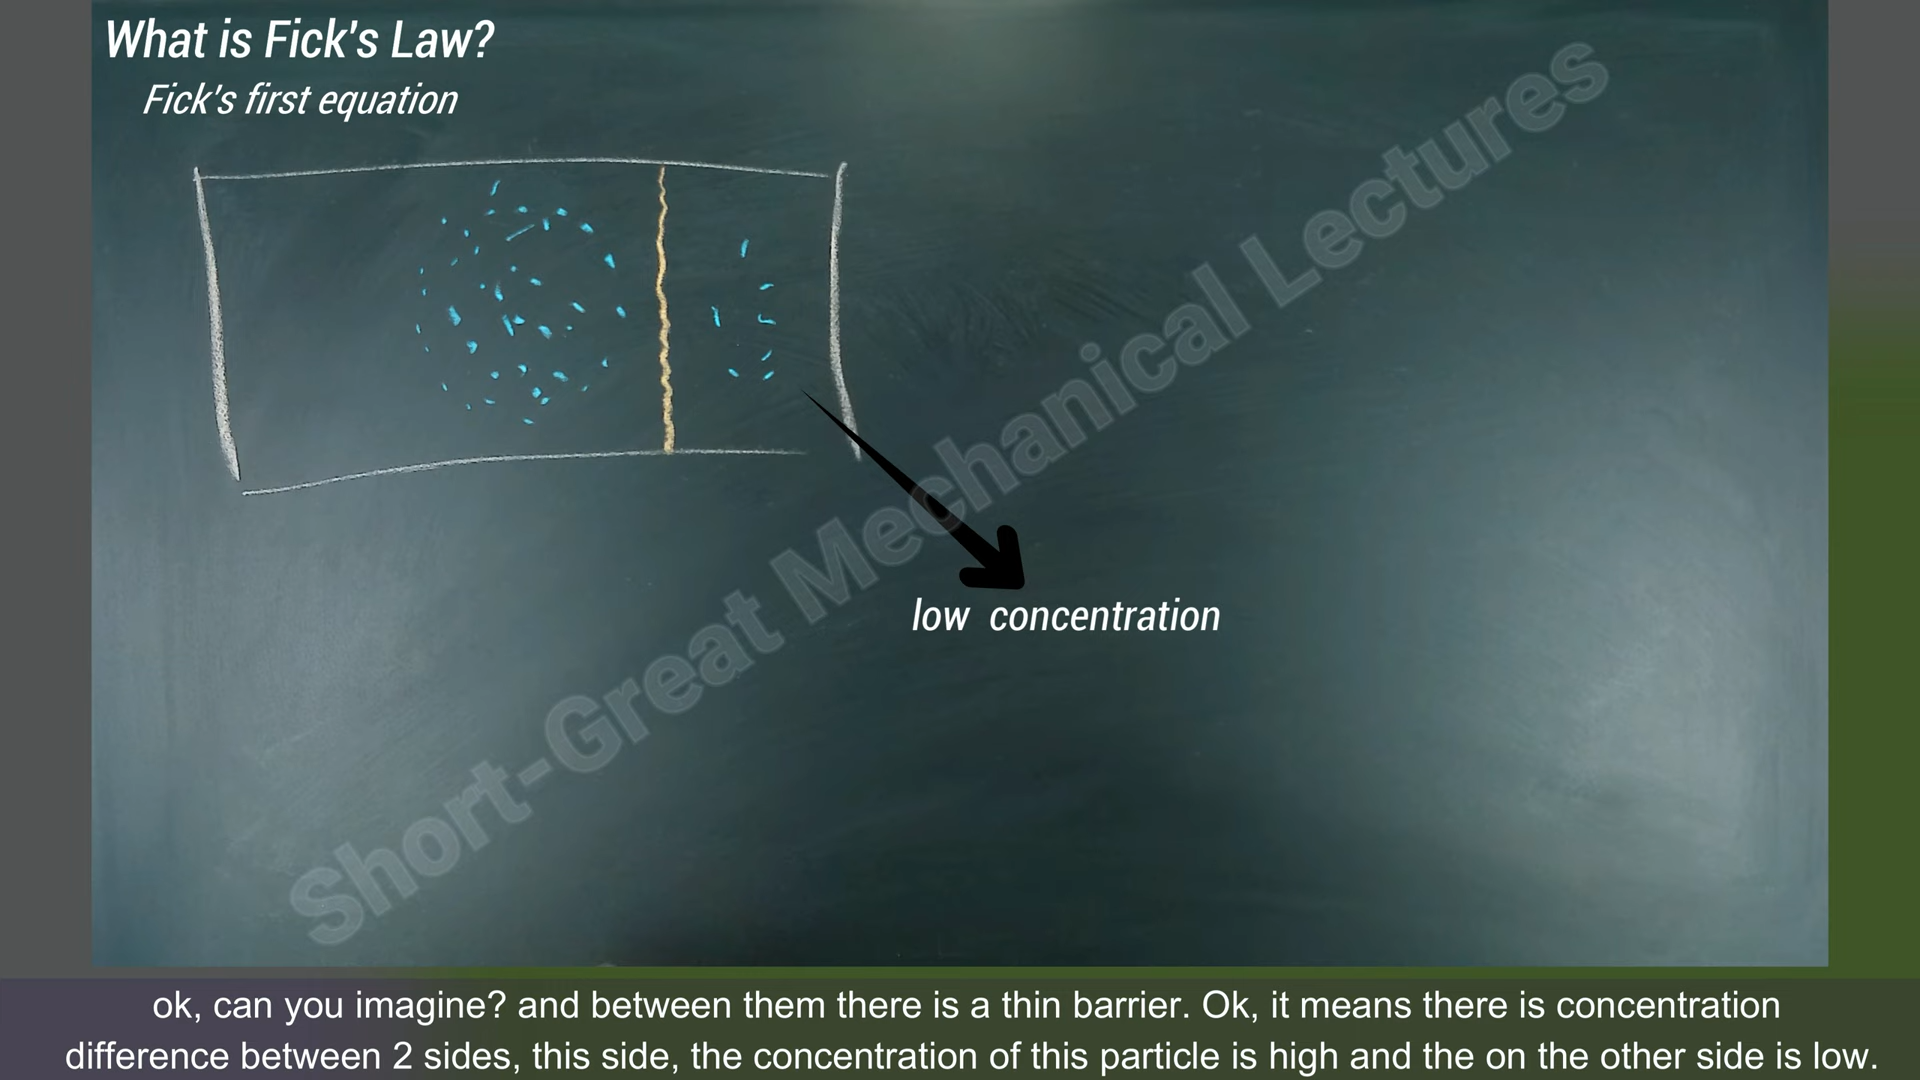 What is Fick's Law?
Fick's first equation
low concentration
Short-Great Mechanical Lectures
ok, can you imagine? and between them there is a thin barrier. Ok, it means there is concentration
difference between 2 sides, this side, the concentration of this particle is high and the on the other side is low.